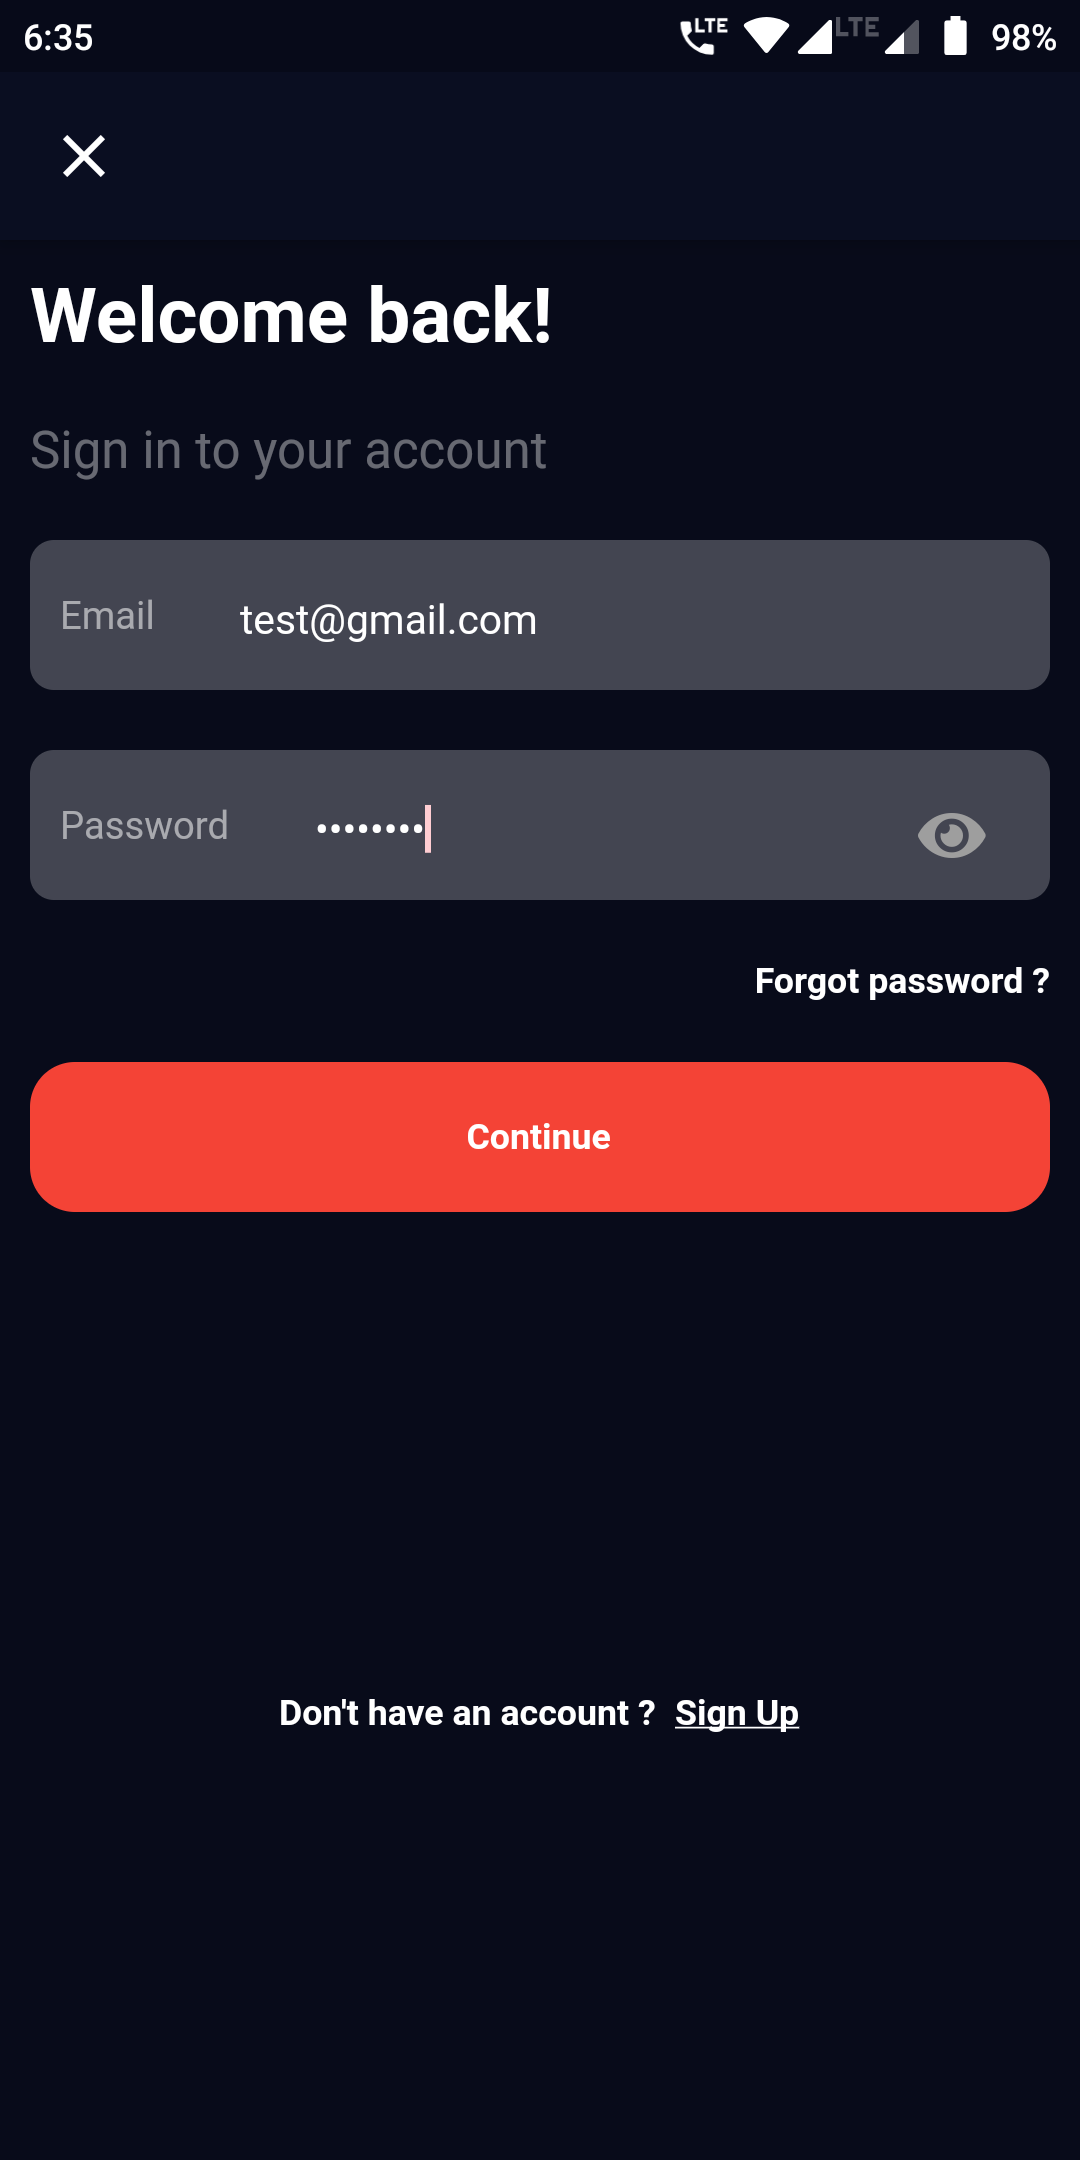 6:35 LTE LTE 98%
Welcome back!
Sign in to your account
Email test@gmail.com
Password ••••••••
Forgot password ?
Continue
Don't have an account ? Sign Up